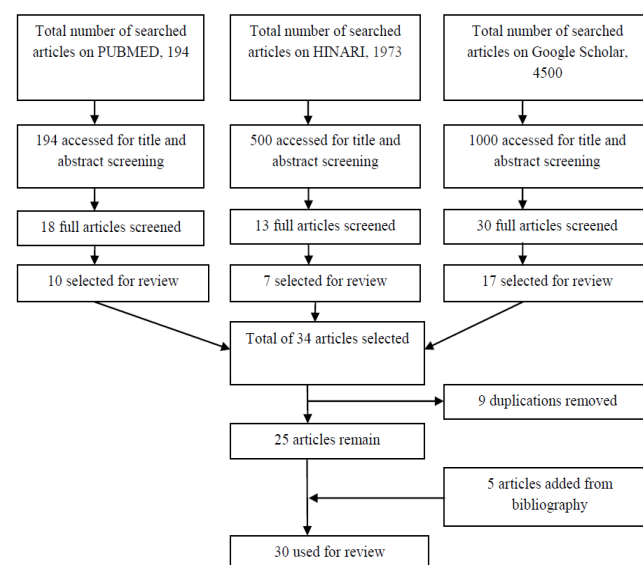 Total number of searched
articles on PUBMED, 194
Total number of searched
articles on HINARI, 1973
Total number of searched
articles on Google Scholar,
4500
194 accessed for title and
abstract screening
500 accessed for title and
abstract screening
1000 accessed for title and
abstract screening
18 full articles screened
13 full articles screened
30 full articles screened
10 selected for review
7 selected for review
17 selected for review
Total of 34 articles selected
9 duplications removed
25 articles remain
5 articles added from
bibliography
30 used for review